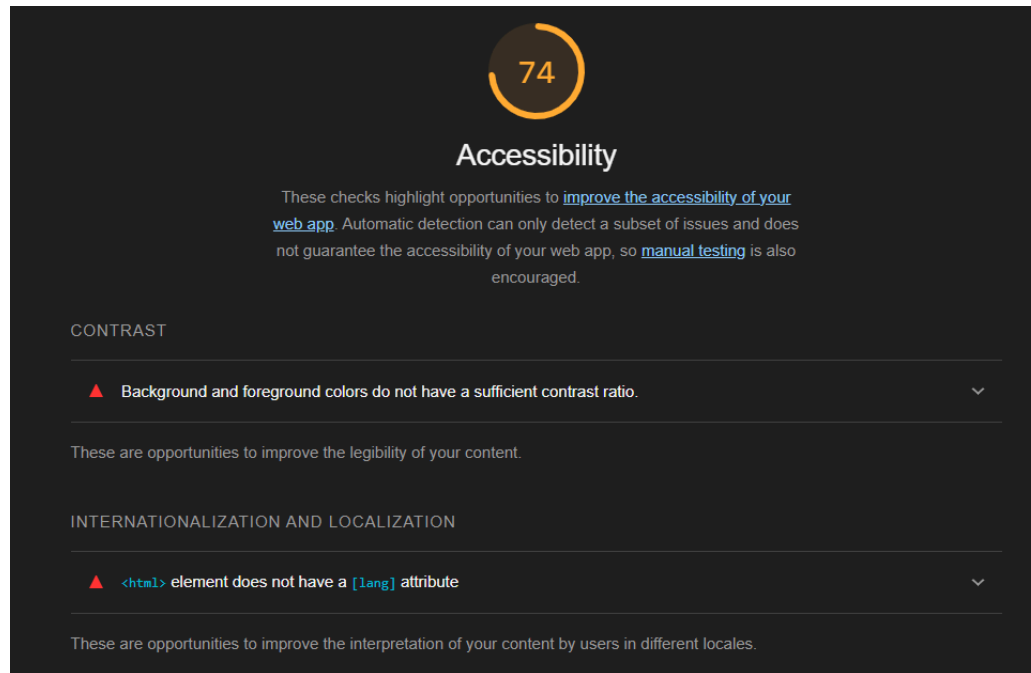 74
Accessibility
These checks highlight opportunities to improve the accessibility of your
web app. Automatic detection can only detect a subset of issues and does
not guarantee the accessibility of your web app, so manual testing is also
encouraged.
CONTRAST
Background and foreground colors do not have a sufficient contrast ratio.
These are opportunities to improve the legibility of your content.
INTERNATIONALIZATION AND LOCALIZATION
<html> element does not have a [lang] attribute
These are opportunities to improve the interpretation of your content by users in different locales.